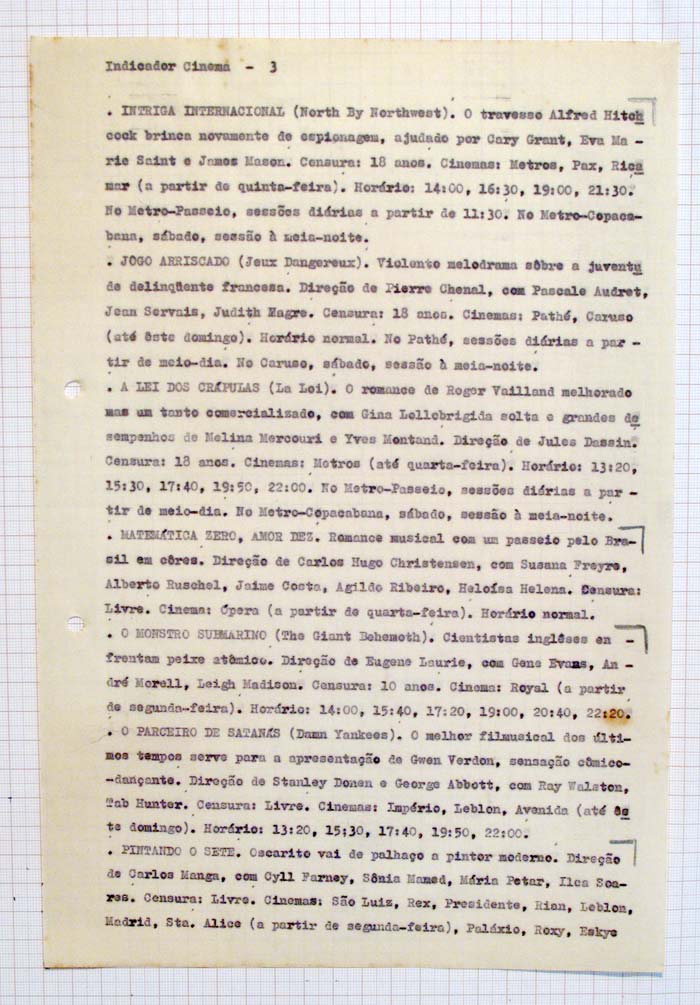 Indicador Cinema - 3
. INTRIGA INTERNACIONAL (North By Northwest). O travesso Alfred Hitch
cock brinca novamente de espionagem, ajudado por Cary Grant, Eva Ma -
rie Saint e James Mason. Censura: 18 anos. Cinemas: Metros, Pax, Rica
mar (a partir de quinta-feira). Horário: 14:00, 16:30, 19:00, 21:30.
No Metro-Passeio, sessões diárias a partir de 11:30. No Metro-Copaca-
bana, sábado, sessão à meia-noite.
. JÔGO ARRISCADO (Jeux Dangereux). Violento melodrama sôbre a juventu
de delinqüente francesa. Direção de Pierre Chenal, com Pascale Audret,
Jean Servais, Judith Magre. Censura: 18 anos. Cinemas: Pathé, Caruso
(até êste domingo). Horário normal. No Pathé, sessões diárias a par -
tir de meio-dia. No Caruso, sábado, sessão à meia-noite.
. A LEI DOS CRÁPULAS (La Loi). O romance de Roger Vailland melhorado
mas um tanto comercializado, com Gina Lollobrigida solta e grandes de
sempenhos de Melina Mercouri e Yves Montand. Direção de Jules Dassin.
Censura: 18 anos. Cinemas: Metros (até quarta-feira). Horário: 13:20,
15:30, 17:40, 19:50, 22:00. No Metro-Passeio, sessões diárias a par -
tir de meio-dia. No Metro-Copacabana, sábado, sessão à meia-noite.
. MATEMÁTICA ZERO, AMOR DEZ. Romance musical com um passeio pelo Bra-
sil em côres. Direção de Carlos Hugo Christensen, com Susana Freyre,
Alberto Ruschel, Jaime Costa, Agildo Ribeiro, Heloísa Helena. Censura:
Livre. Cinema: Ópera (a partir de quarta-feira). Horário normal.
. O MONSTRO SUBMARINO (The Giant Behemoth). Cientistas inglêses en -
frentam peixe atômico. Direção de Eugene Laurie, com Gene Evans, An -
dré Morell, Leigh Madison. Censura: 10 anos. Cinema: Royal (a partir
de segunda-feira). Horário: 14:00, 15:40, 17:20, 19:00, 20:40, 22:20.
. O PARCEIRO DE SATANÁS (Damn Yankees). O melhor filmusical dos últi-
mos tempos serve para a apresentação de Gwen Verdon, sensação cômico-
-dançante. Direção de Stanley Donen e George Abbott, com Ray Walston,
Tab Hunter. Censura: Livre. Cinemas: Império, Leblon, Avenida (até ês
te domingo). Horário: 13:20, 15:30, 17:40, 19:50, 22:00.
. PINTANDO O SETE. Oscarito vai de palhaço a pintor moderno. Direção
de Carlos Manga, com Cyll Farney, Sônia Mamed, Mária Petar, Ilca Soa-
res. Censura: Livre. Cinemas: São Luiz, Rex, Presidente, Rian, Leblon,
Madrid, Sta. Alice (a partir de segunda-feira), Paláxio, Roxy, Eskye